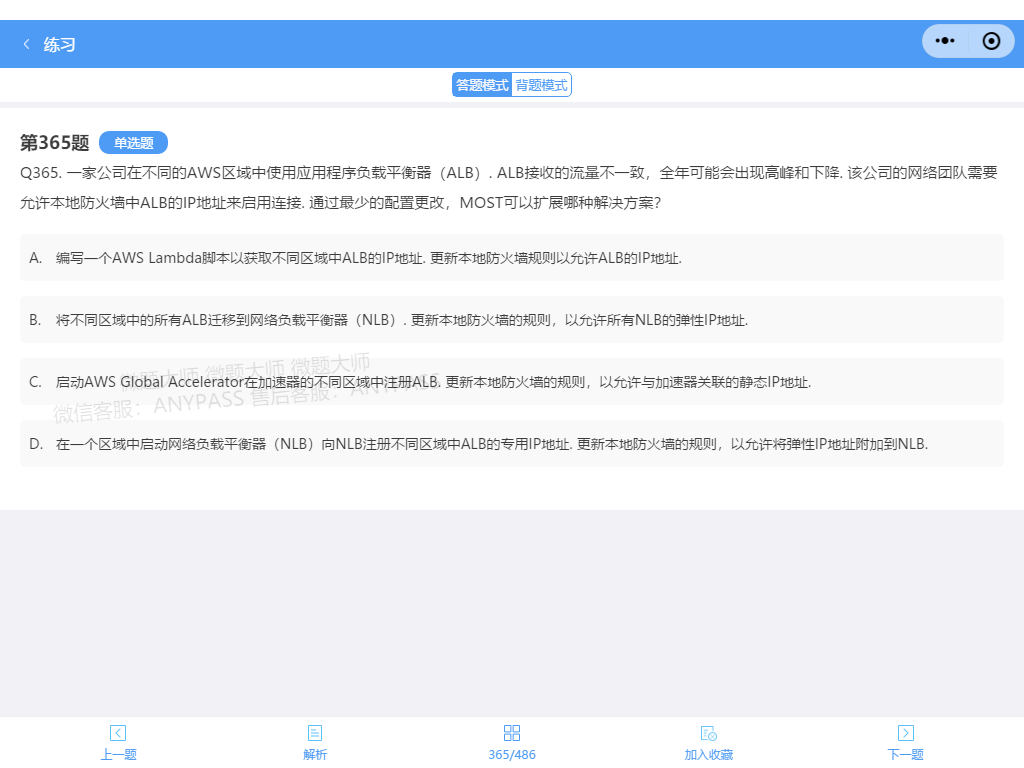 练习
答题模式 背题模式
第365题 单选题
Q365. 一家公司在不同的AWS区域中使用应用程序负载平衡器（ALB）. ALB接收的流量不一致，全年可能会出现高峰和下降. 该公司的网络团队需要
允许本地防火墙中ALB的IP地址来启用连接. 通过最少的配置更改，MOST可以扩展哪种解决方案？
A. 编写一个AWS Lambda脚本以获取不同区域中ALB的IP地址. 更新本地防火墙规则以允许ALB的IP地址.
B. 将不同区域中的所有ALB迁移到网络负载平衡器（NLB）. 更新本地防火墙的规则，以允许所有NLB的弹性IP地址.
微题大师 微题大师 微题大师
C. 启动AWS Global Accelerator在加速器的不同区域中注册ALB. 更新本地防火墙的规则，以允许与加速器关联的静态IP地址.
微信客服：ANYPASS 售后客服：ANYPASS
D. 在一个区域中启动网络负载平衡器（NLB）向NLB注册不同区域中ALB的专用IP地址. 更新本地防火墙的规则，以允许将弹性IP地址附加到NLB.
上一题 解析 365/486 加入收藏 下一题